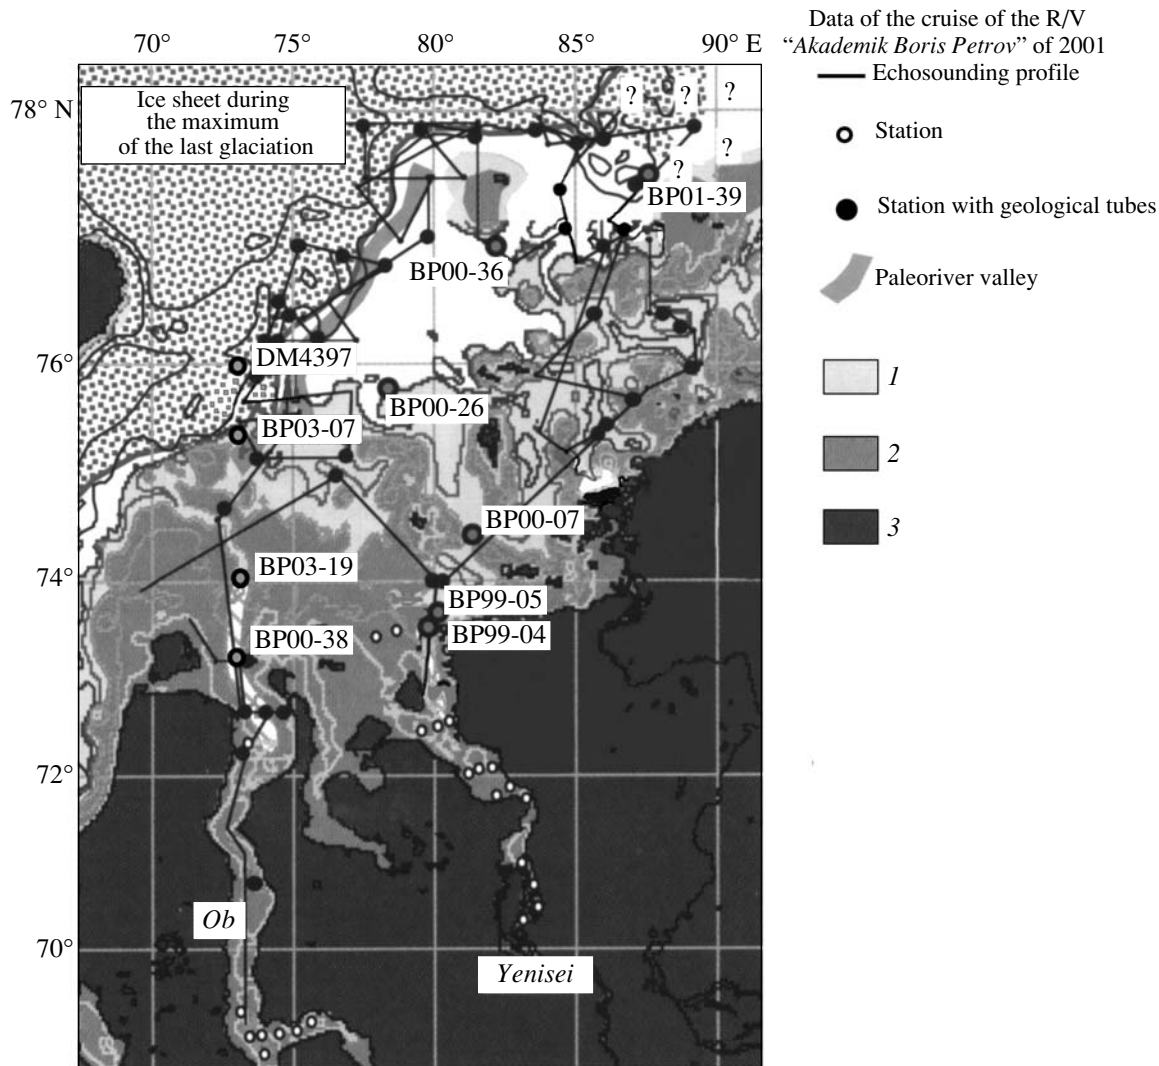 Data of the cruise of the R/V
“Akademik Boris Petrov” of 2001
70° 75° 80° 85° 90° E
Echosounding profile
78° N
Ice sheet during
the maximum
of the last glaciation
? ? ?
Station
?
?
BP01-39
Station with geological tubes
BP00-36
Paleoriver valley
76°
DM4397
1
BP00-26
BP03-07
2
BP00-07
3
74°
BP03-19
BP99-05
BP99-04
BP00-38
72°
Ob
70°
Yenisei